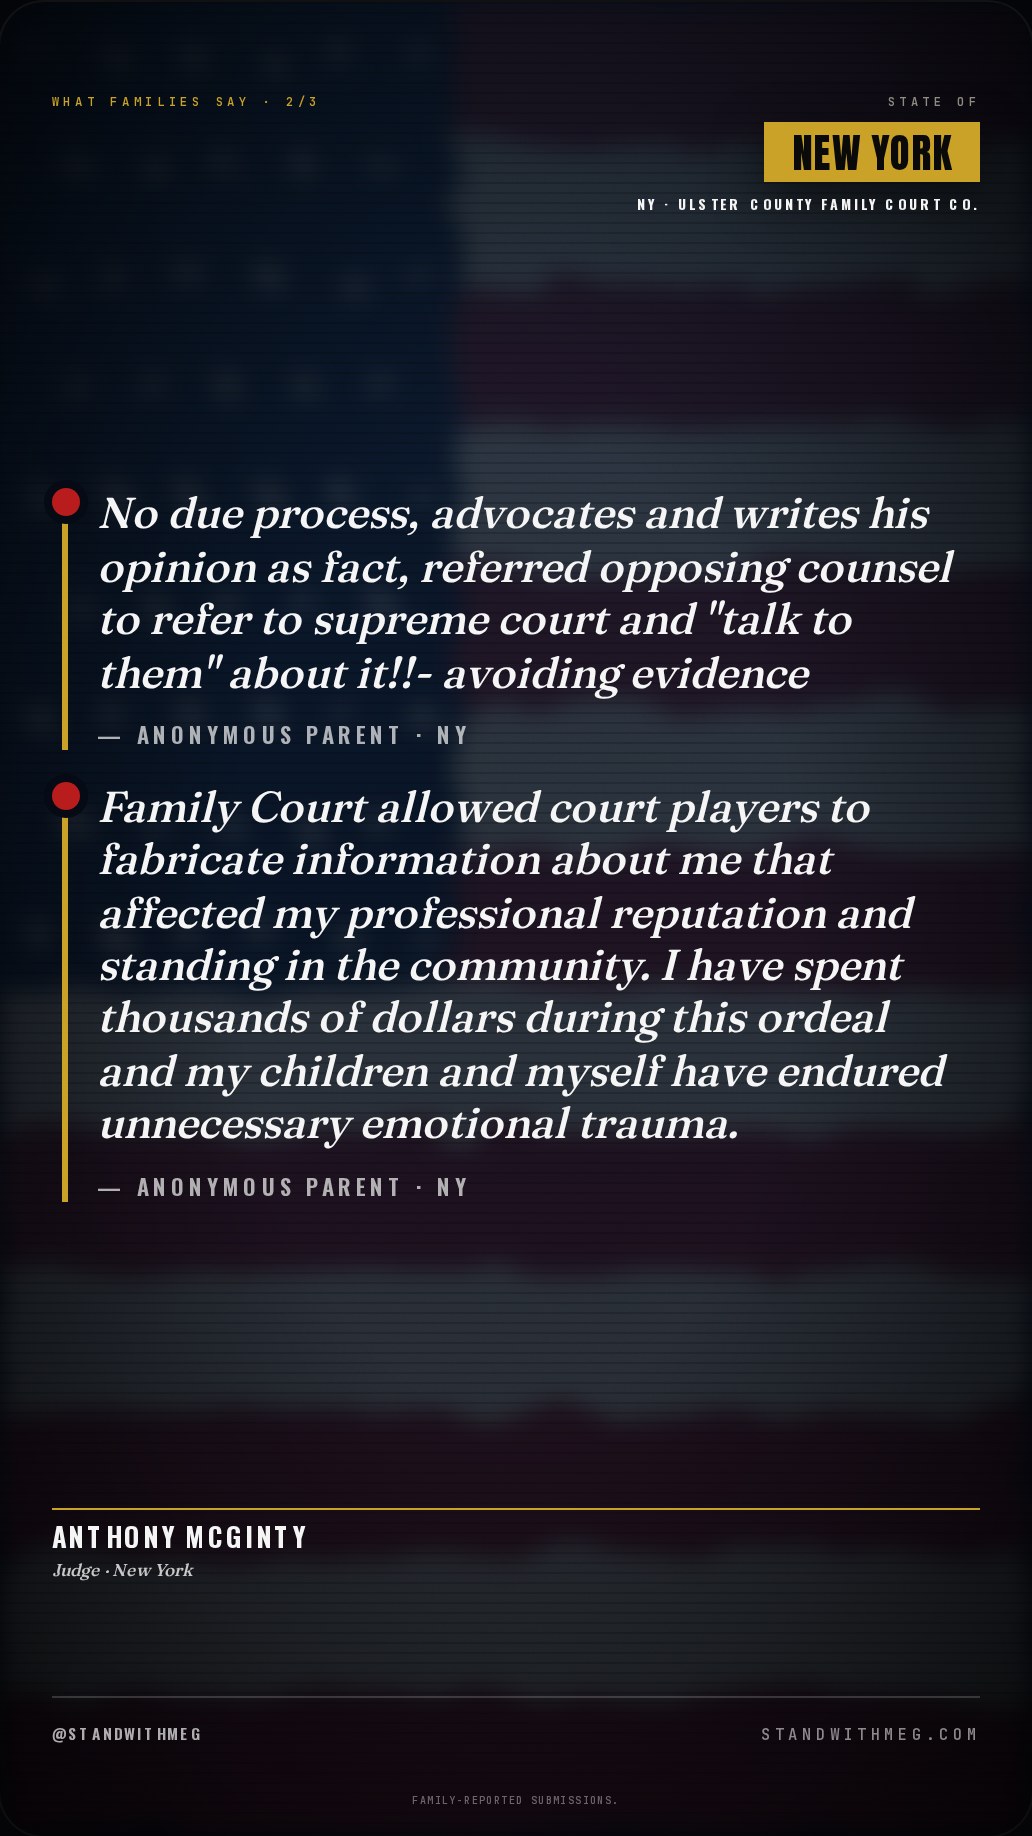 WHAT FAMILIES SAY · 2/3
STATE OF
NEW YORK
NY · ULSTER COUNTY FAMILY COURT CO.
No due process, advocates and writes his
opinion as fact, referred opposing counsel
to refer to supreme court and "talk to
them" about it!!- avoiding evidence
— ANONYMOUS PARENT · NY
Family Court allowed court players to
fabricate information about me that
affected my professional reputation and
standing in the community. I have spent
thousands of dollars during this ordeal
and my children and myself have endured
unnecessary emotional trauma.
— ANONYMOUS PARENT · NY
ANTHONY MCGINTY
Judge · New York
@STANDWITHMEG
STANDWITHMEG.COM
FAMILY-REPORTED SUBMISSIONS.